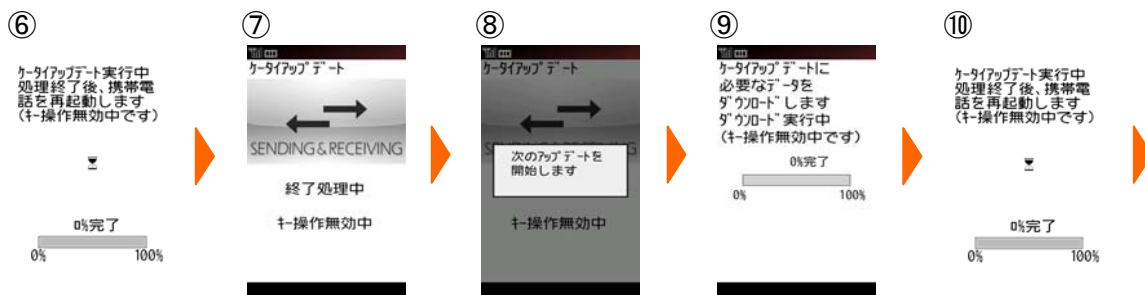 ⑥
ｹｰﾀｲｱｯﾌﾟﾃﾞｰﾄ実行中
処理終了後、携帯電
話を再起動します
(ｷｰ操作無効中です)
0%完了
0% 100%
⑦
ｹｰﾀｲｱｯﾌﾟﾃﾞｰﾄ
SENDING & RECEIVING
終了処理中
ｷｰ操作無効中
⑧
ｹｰﾀｲｱｯﾌﾟﾃﾞｰﾄ
次のｱｯﾌﾟﾃﾞｰﾄを
開始します
ｷｰ操作無効中
⑨
ｹｰﾀｲｱｯﾌﾟﾃﾞｰﾄに
必要なﾃﾞｰﾀを
ﾀﾞｳﾝﾛｰﾄﾞします
ﾀﾞｳﾝﾛｰﾄﾞ実行中
(ｷｰ操作無効中です)
0%完了
0% 100%
⑩
ｹｰﾀｲｱｯﾌﾟﾃﾞｰﾄ実行中
処理終了後、携帯電
話を再起動します
(ｷｰ操作無効中です)
0%完了
0% 100%